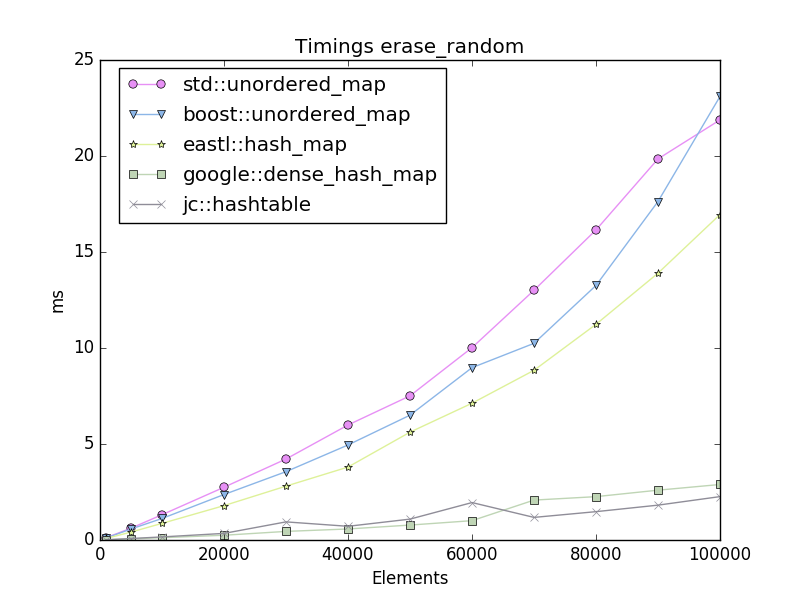 Timings erase_random
25
std::unordered_map
boost::unordered_map
eastl::hash_map
google::dense_hash_map
jc::hashtable
20
15
ms
10
5
0
0 20000 40000 60000 80000 100000
Elements